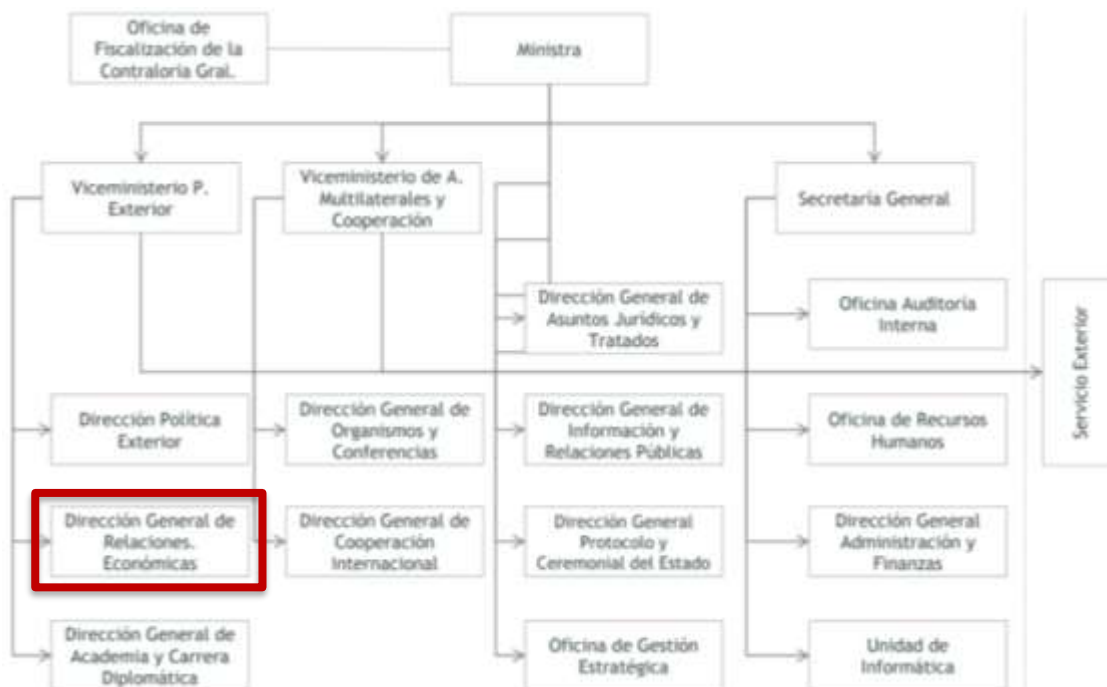 Oficina de
Fiscalización de la
Contraloria Gral.
Ministra
Viceministerio P.
Exterior
Viceministerio de A.
Multilaterales y
Cooperación
Secretaría General
Dirección General de
Asuntos Jurídicos y
Tratados
Oficina Auditoría
Interna
Servicio Exterior
Dirección Política
Exterior
Dirección General de
Organismos y
Conferencias
Dirección General de
Información y
Relaciones Públicas
Oficina de Recursos
Humanos
Dirección General de
Relaciones.
Económicas
Dirección General de
Cooperación
Internacional
Dirección General
Protocolo y
Ceremonial del Estado
Dirección General
Administración y
Finanzas
Dirección General de
Academia y Carrera
Diplomática
Oficina de Gestión
Estratégica
Unidad de
Informática